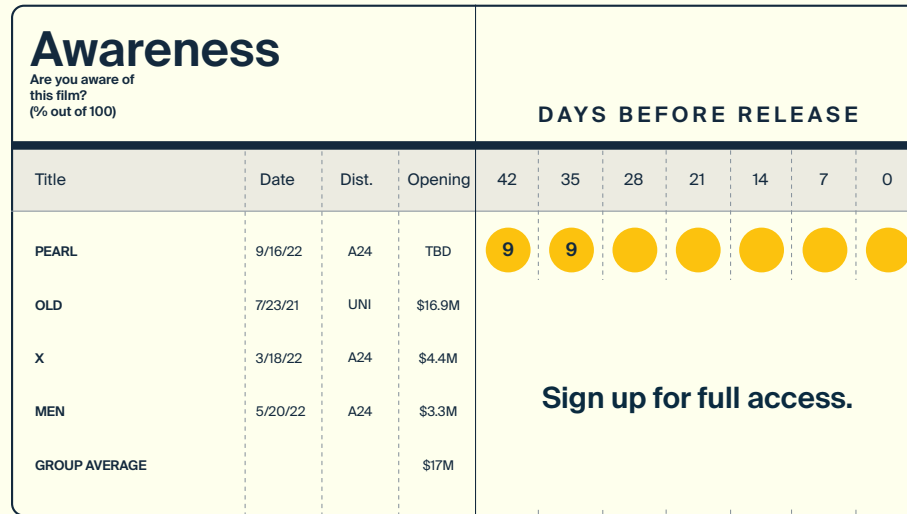 Awareness
Are you aware of
this film?
(% out of 100)
DAYS BEFORE RELEASE
Title Date Dist. Opening 42 35 28 21 14 7 0
PEARL 9/16/22 A24 TBD 9 9
OLD 7/23/21 UNI $16.9M
X 3/18/22 A24 $4.4M
Sign up for full access.
MEN 5/20/22 A24 $3.3M
GROUP AVERAGE $17M